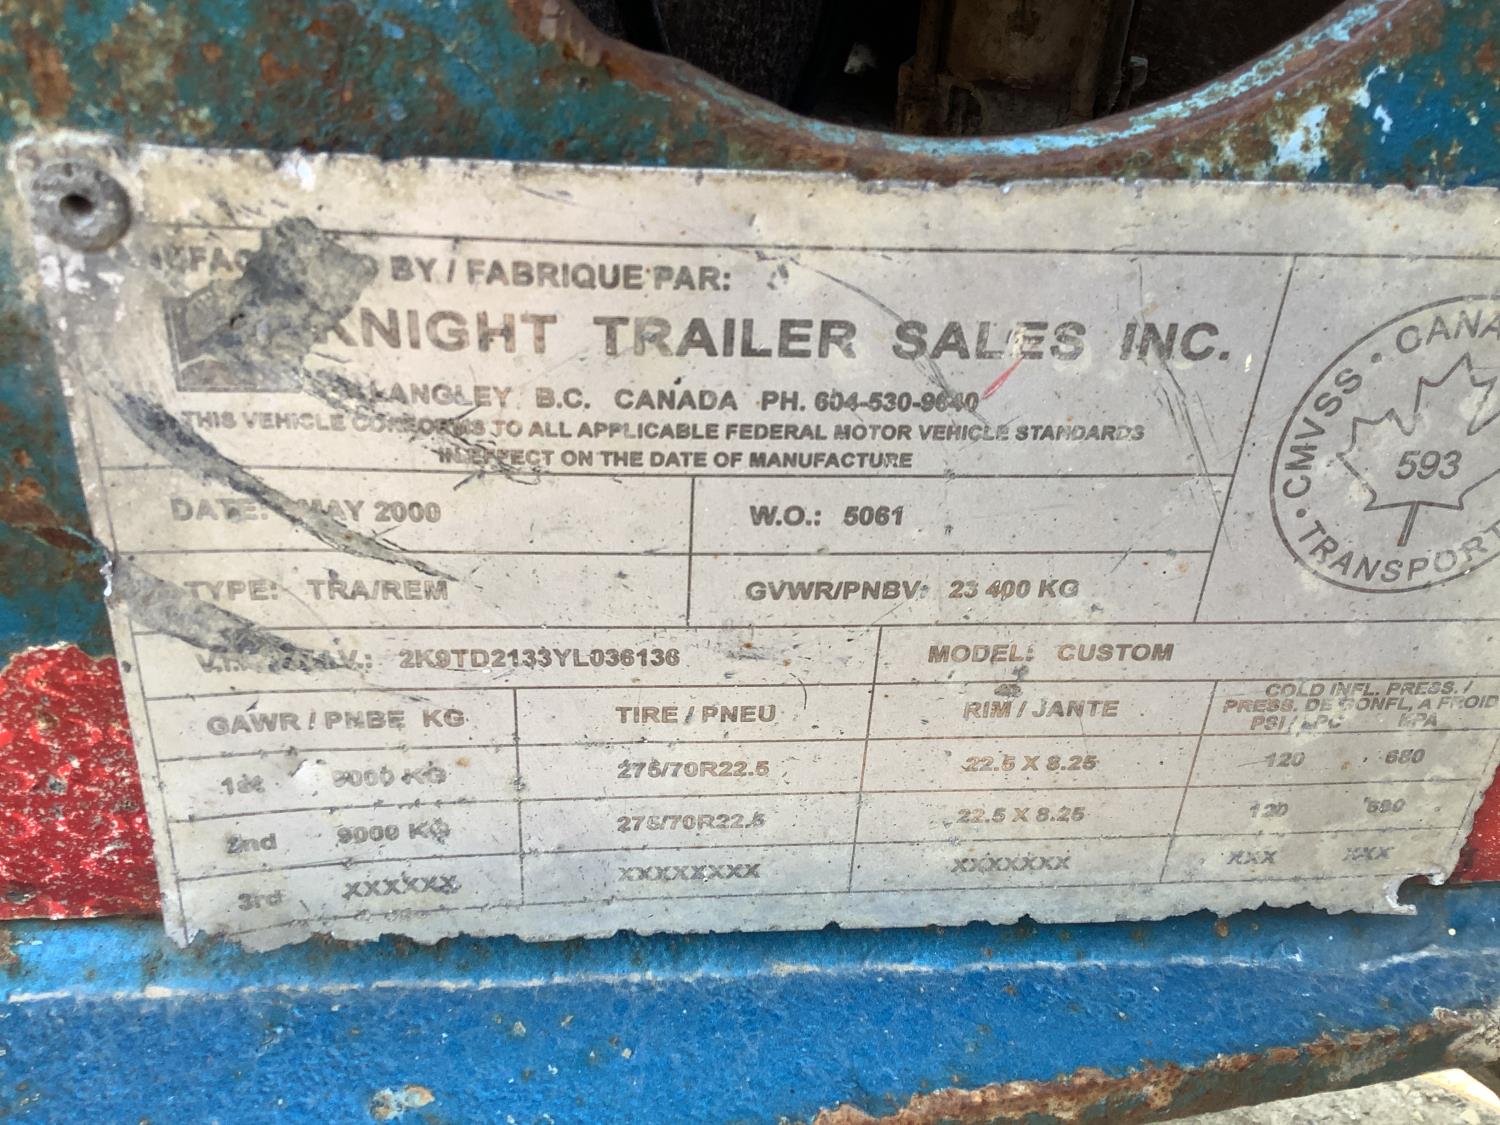 BY / FABRIQUE PAR:
KNIGHT TRAILER SALES INC.
LANGLEY B.C. CANADA PH. 604-530-9640
THIS VEHICLE CONFORMS TO ALL APPLICABLE FEDERAL MOTOR VEHICLE STANDARDS
IN EFFECT ON THE DATE OF MANUFACTURE
CMVSS • CANA
593
• TRANSPORT
DATE: MAY 2000 W.O.: 5061
TYPE: TRA/REM GVWR/PNBV: 23 400 KG
2K9TD2133YL036136 MODEL: CUSTOM
GAWR / PNBE KG TIRE / PNEU RIM / JANTE COLD INFL. PRESS. /
PRESS. DE GONFL, A FROID
PSI / LPC KPA
1st 9000 KG 275/70R22.5 22.5 X 8.25 120 680
2nd 9000 KG 275/70R22.5 22.5 X 8.25 120 680
3rd XXXXXX XXXXXXXX XXXXXXX XXX XXX